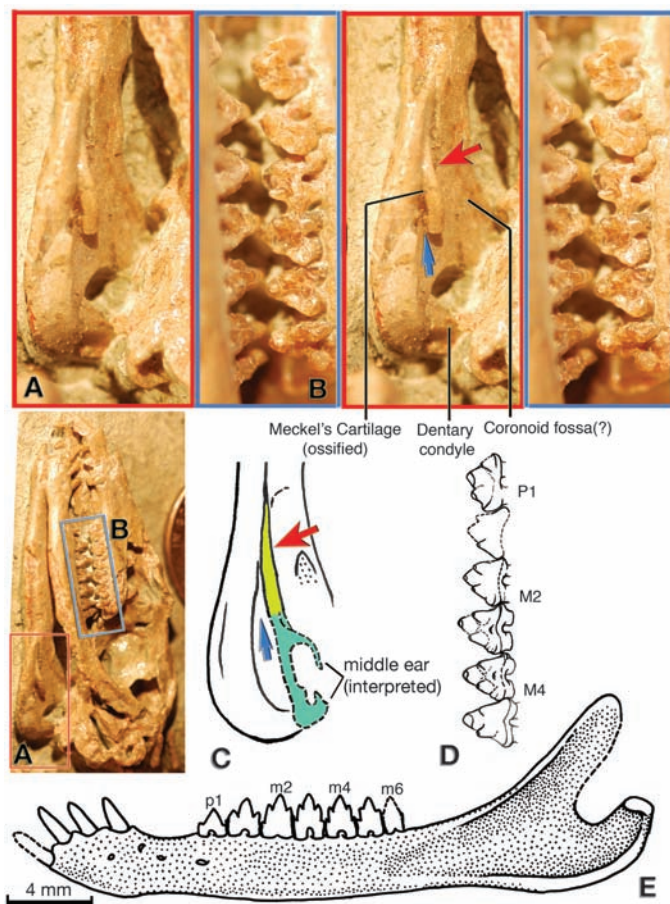 A
B
Meckel's Cartilage
(ossified)
Dentary
condyle
Coronoid fossa(?)
B
A
C
middle ear
(interpreted)
P1
M2
M4
D
p1 m2 m4 m6
4 mm
E